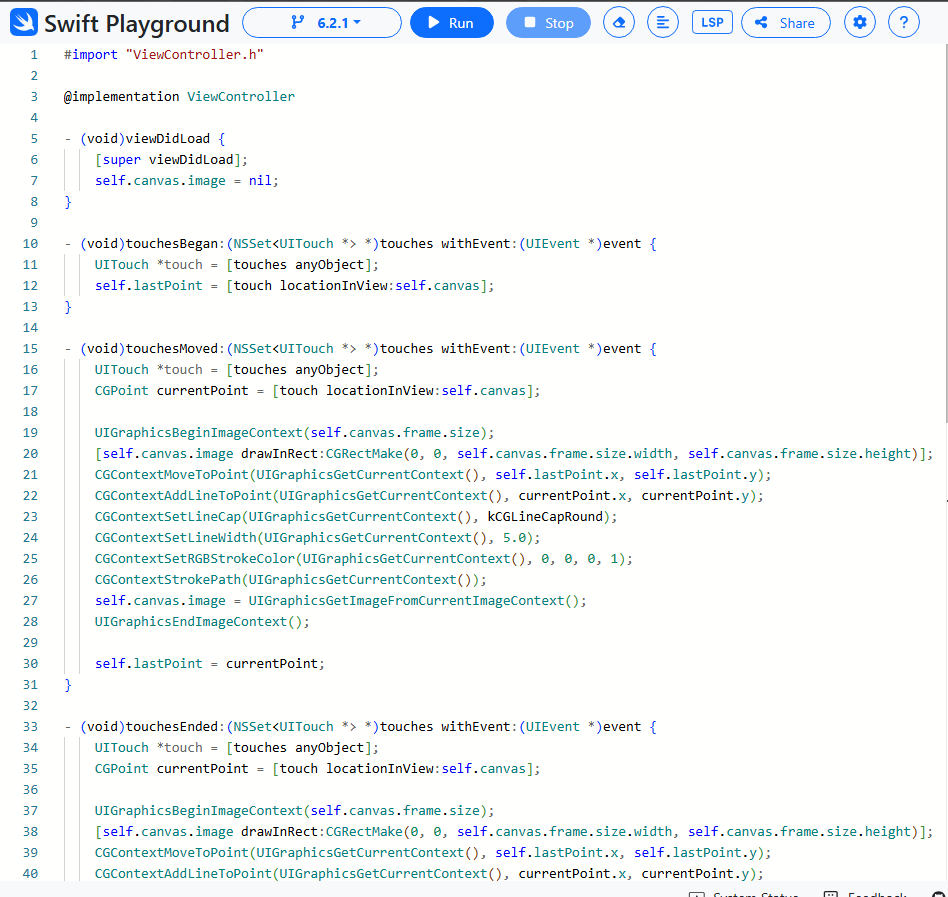 Swift Playground 6.2.1 Run Stop LSP Share ?
1 #import "ViewController.h"
2
3 @implementation ViewController
4
5 - (void)viewDidLoad {
6 [super viewDidLoad];
7 self.canvas.image = nil;
8 }
9
10 - (void)touchesBegan:(NSSet<UITouch *> *)touches withEvent:(UIEvent *)event {
11 UITouch *touch = [touches anyObject];
12 self.lastPoint = [touch locationInView:self.canvas];
13 }
14
15 - (void)touchesMoved:(NSSet<UITouch *> *)touches withEvent:(UIEvent *)event {
16 UITouch *touch = [touches anyObject];
17 CGPoint currentPoint = [touch locationInView:self.canvas];
18
19 UIGraphicsBeginImageContext(self.canvas.frame.size);
20 [self.canvas.image drawInRect:CGRectMake(0, 0, self.canvas.frame.size.width, self.canvas.frame.size.height)];
21 CGContextMoveToPoint(UIGraphicsGetCurrentContext(), self.lastPoint.x, self.lastPoint.y);
22 CGContextAddLineToPoint(UIGraphicsGetCurrentContext(), currentPoint.x, currentPoint.y);
23 CGContextSetLineCap(UIGraphicsGetCurrentContext(), kCGLineCapRound);
24 CGContextSetLineWidth(UIGraphicsGetCurrentContext(), 5.0);
25 CGContextSetRGBStrokeColor(UIGraphicsGetCurrentContext(), 0, 0, 0, 1);
26 CGContextStrokePath(UIGraphicsGetCurrentContext());
27 self.canvas.image = UIGraphicsGetImageFromCurrentImageContext();
28 UIGraphicsEndImageContext();
29
30 self.lastPoint = currentPoint;
31 }
32
33 - (void)touchesEnded:(NSSet<UITouch *> *)touches withEvent:(UIEvent *)event {
34 UITouch *touch = [touches anyObject];
35 CGPoint currentPoint = [touch locationInView:self.canvas];
36
37 UIGraphicsBeginImageContext(self.canvas.frame.size);
38 [self.canvas.image drawInRect:CGRectMake(0, 0, self.canvas.frame.size.width, self.canvas.frame.size.height)];
39 CGContextMoveToPoint(UIGraphicsGetCurrentContext(), self.lastPoint.x, self.lastPoint.y);
40 CGContextAddLineToPoint(UIGraphicsGetCurrentContext(), currentPoint.x, currentPoint.y);
System Status Feedback